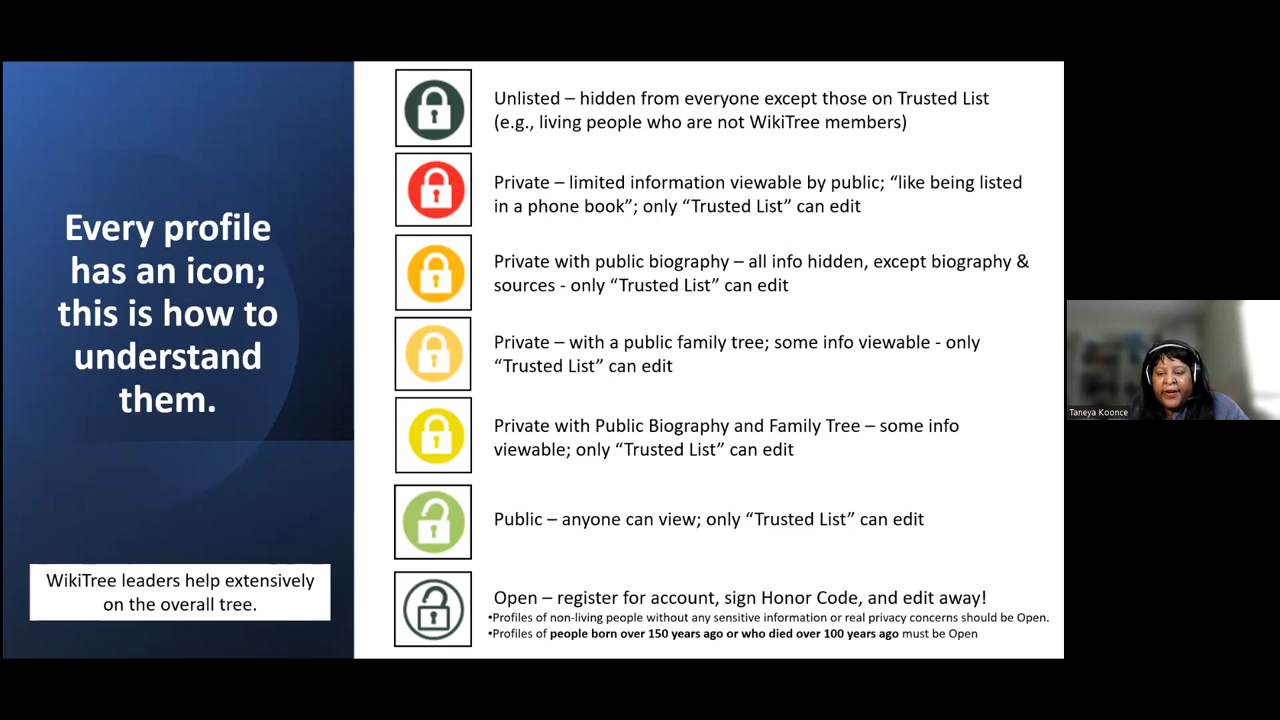 Every profile
has an icon;
this is how to
understand
them.
WikiTree leaders help extensively
on the overall tree.
Unlisted – hidden from everyone except those on Trusted List
(e.g., living people who are not WikiTree members)
Private – limited information viewable by public; “like being listed
in a phone book”; only “Trusted List” can edit
Private with public biography – all info hidden, except biography &
sources - only “Trusted List” can edit
Private – with a public family tree; some info viewable - only
“Trusted List” can edit
Private with Public Biography and Family Tree – some info
viewable; only “Trusted List” can edit
Public – anyone can view; only “Trusted List” can edit
Open – register for account, sign Honor Code, and edit away!
•Profiles of non-living people without any sensitive information or real privacy concerns should be Open.
•Profiles of people born over 150 years ago or who died over 100 years ago must be Open
Taneya Koonce